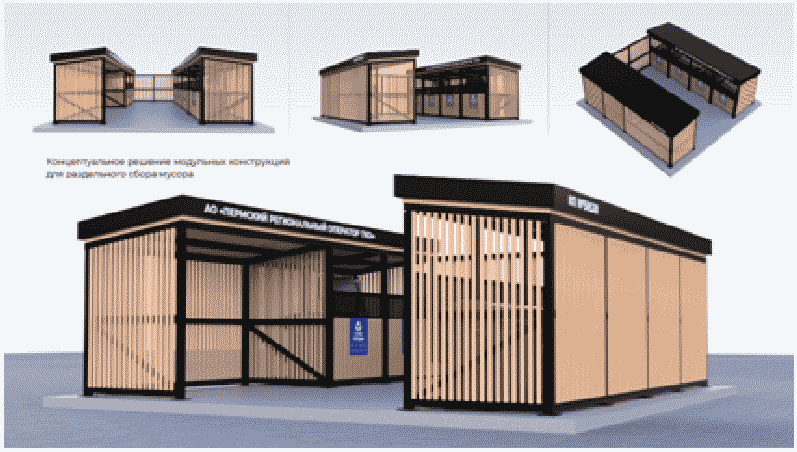 Концептуальное решение модульных конструкций
для раздельного сбора мусора
АО «ПЕРМСКИЙ РЕГИОНАЛЬНЫЙ ОПЕРАТОР ТКО»